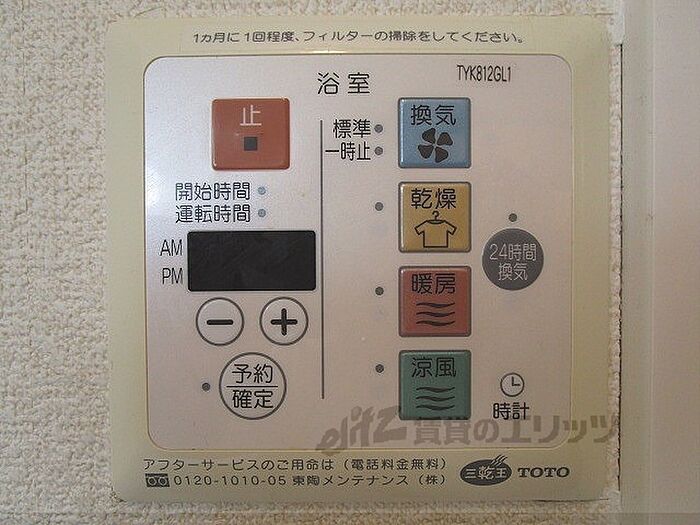 1ヵ月に1回程度、フィルターの掃除をしてください。
浴室
TYK812GL1
止
標準
一時止
換気
開始時間
運転時間
乾燥
AM
PM
24時間
換気
暖房
予約
確定
涼風
時計
elitz 賃貸のエリッツ
アフターサービスのご用命は(電話料金無料)
0120-1010-05 東陶メンテナンス(株)
三乾王 TOTO